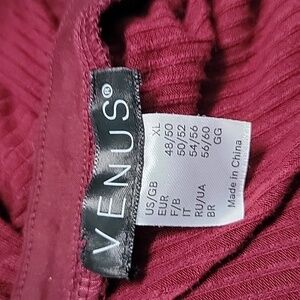 VENUS®
US/GB XL
EUR 48/50
F/B 50/52
IT 54/56
RU/UA 56/60
BR GG
Made in China